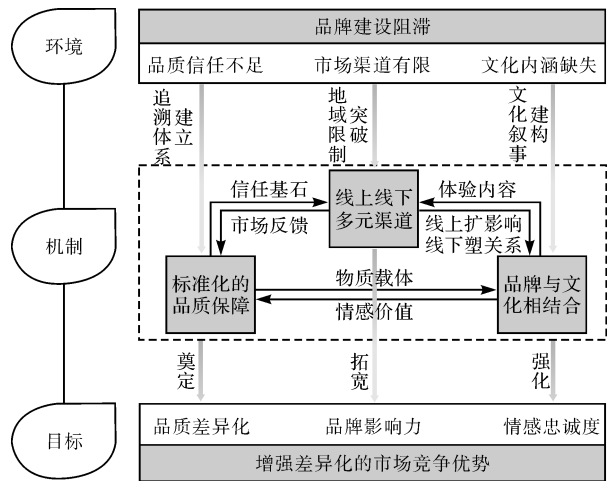 环境
品牌建设阻滞
品质信任不足
市场渠道有限
文化内涵缺失
建立
追溯体系
突破
地域限制
建构
文化叙事
机制
信任基石
市场反馈
线上线下
多元渠道
体验内容
线上扩影响
线下塑关系
标准化的
品质保障
物质载体
情感价值
品牌与文
化相结合
奠定
拓宽
强化
目标
品质差异化
品牌影响力
情感忠诚度
增强差异化的市场竞争优势